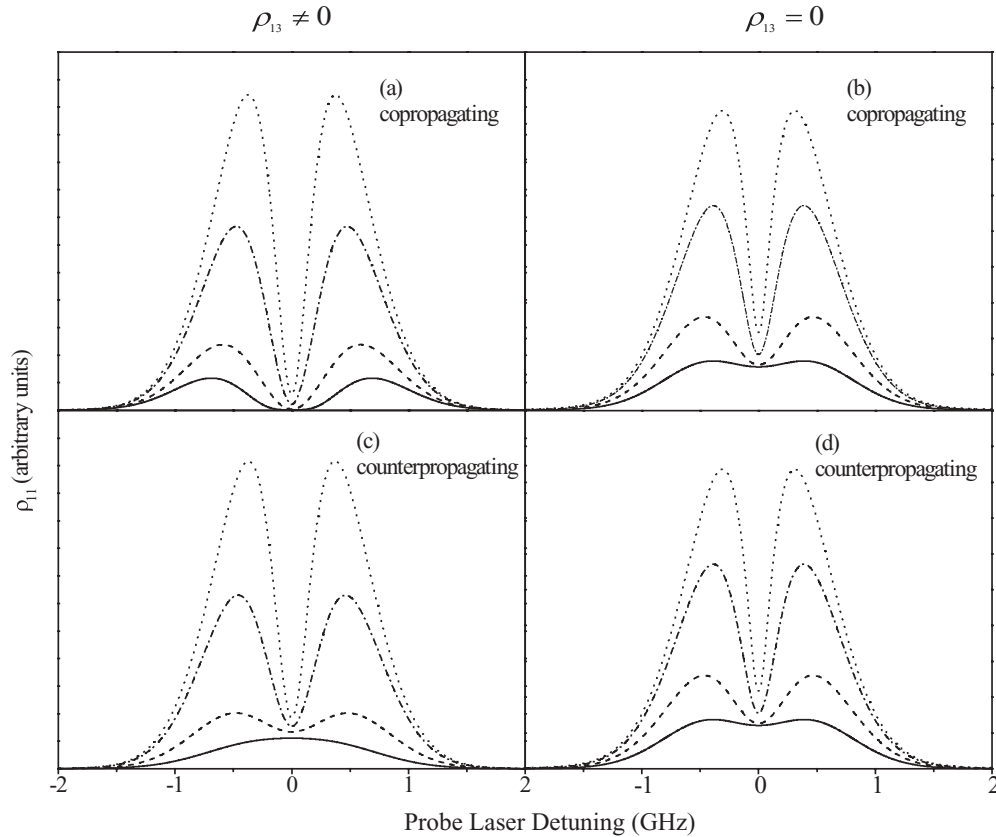 ρ₁₃ ≠ 0
ρ₁₃ = 0
(a)
copropagating
(b)
copropagating
(c)
counterpropagating
(d)
counterpropagating
ρ₁₁ (arbitrary units)
-2 -1 0 1 2 -1 0 1 2
Probe Laser Detuning (GHz)